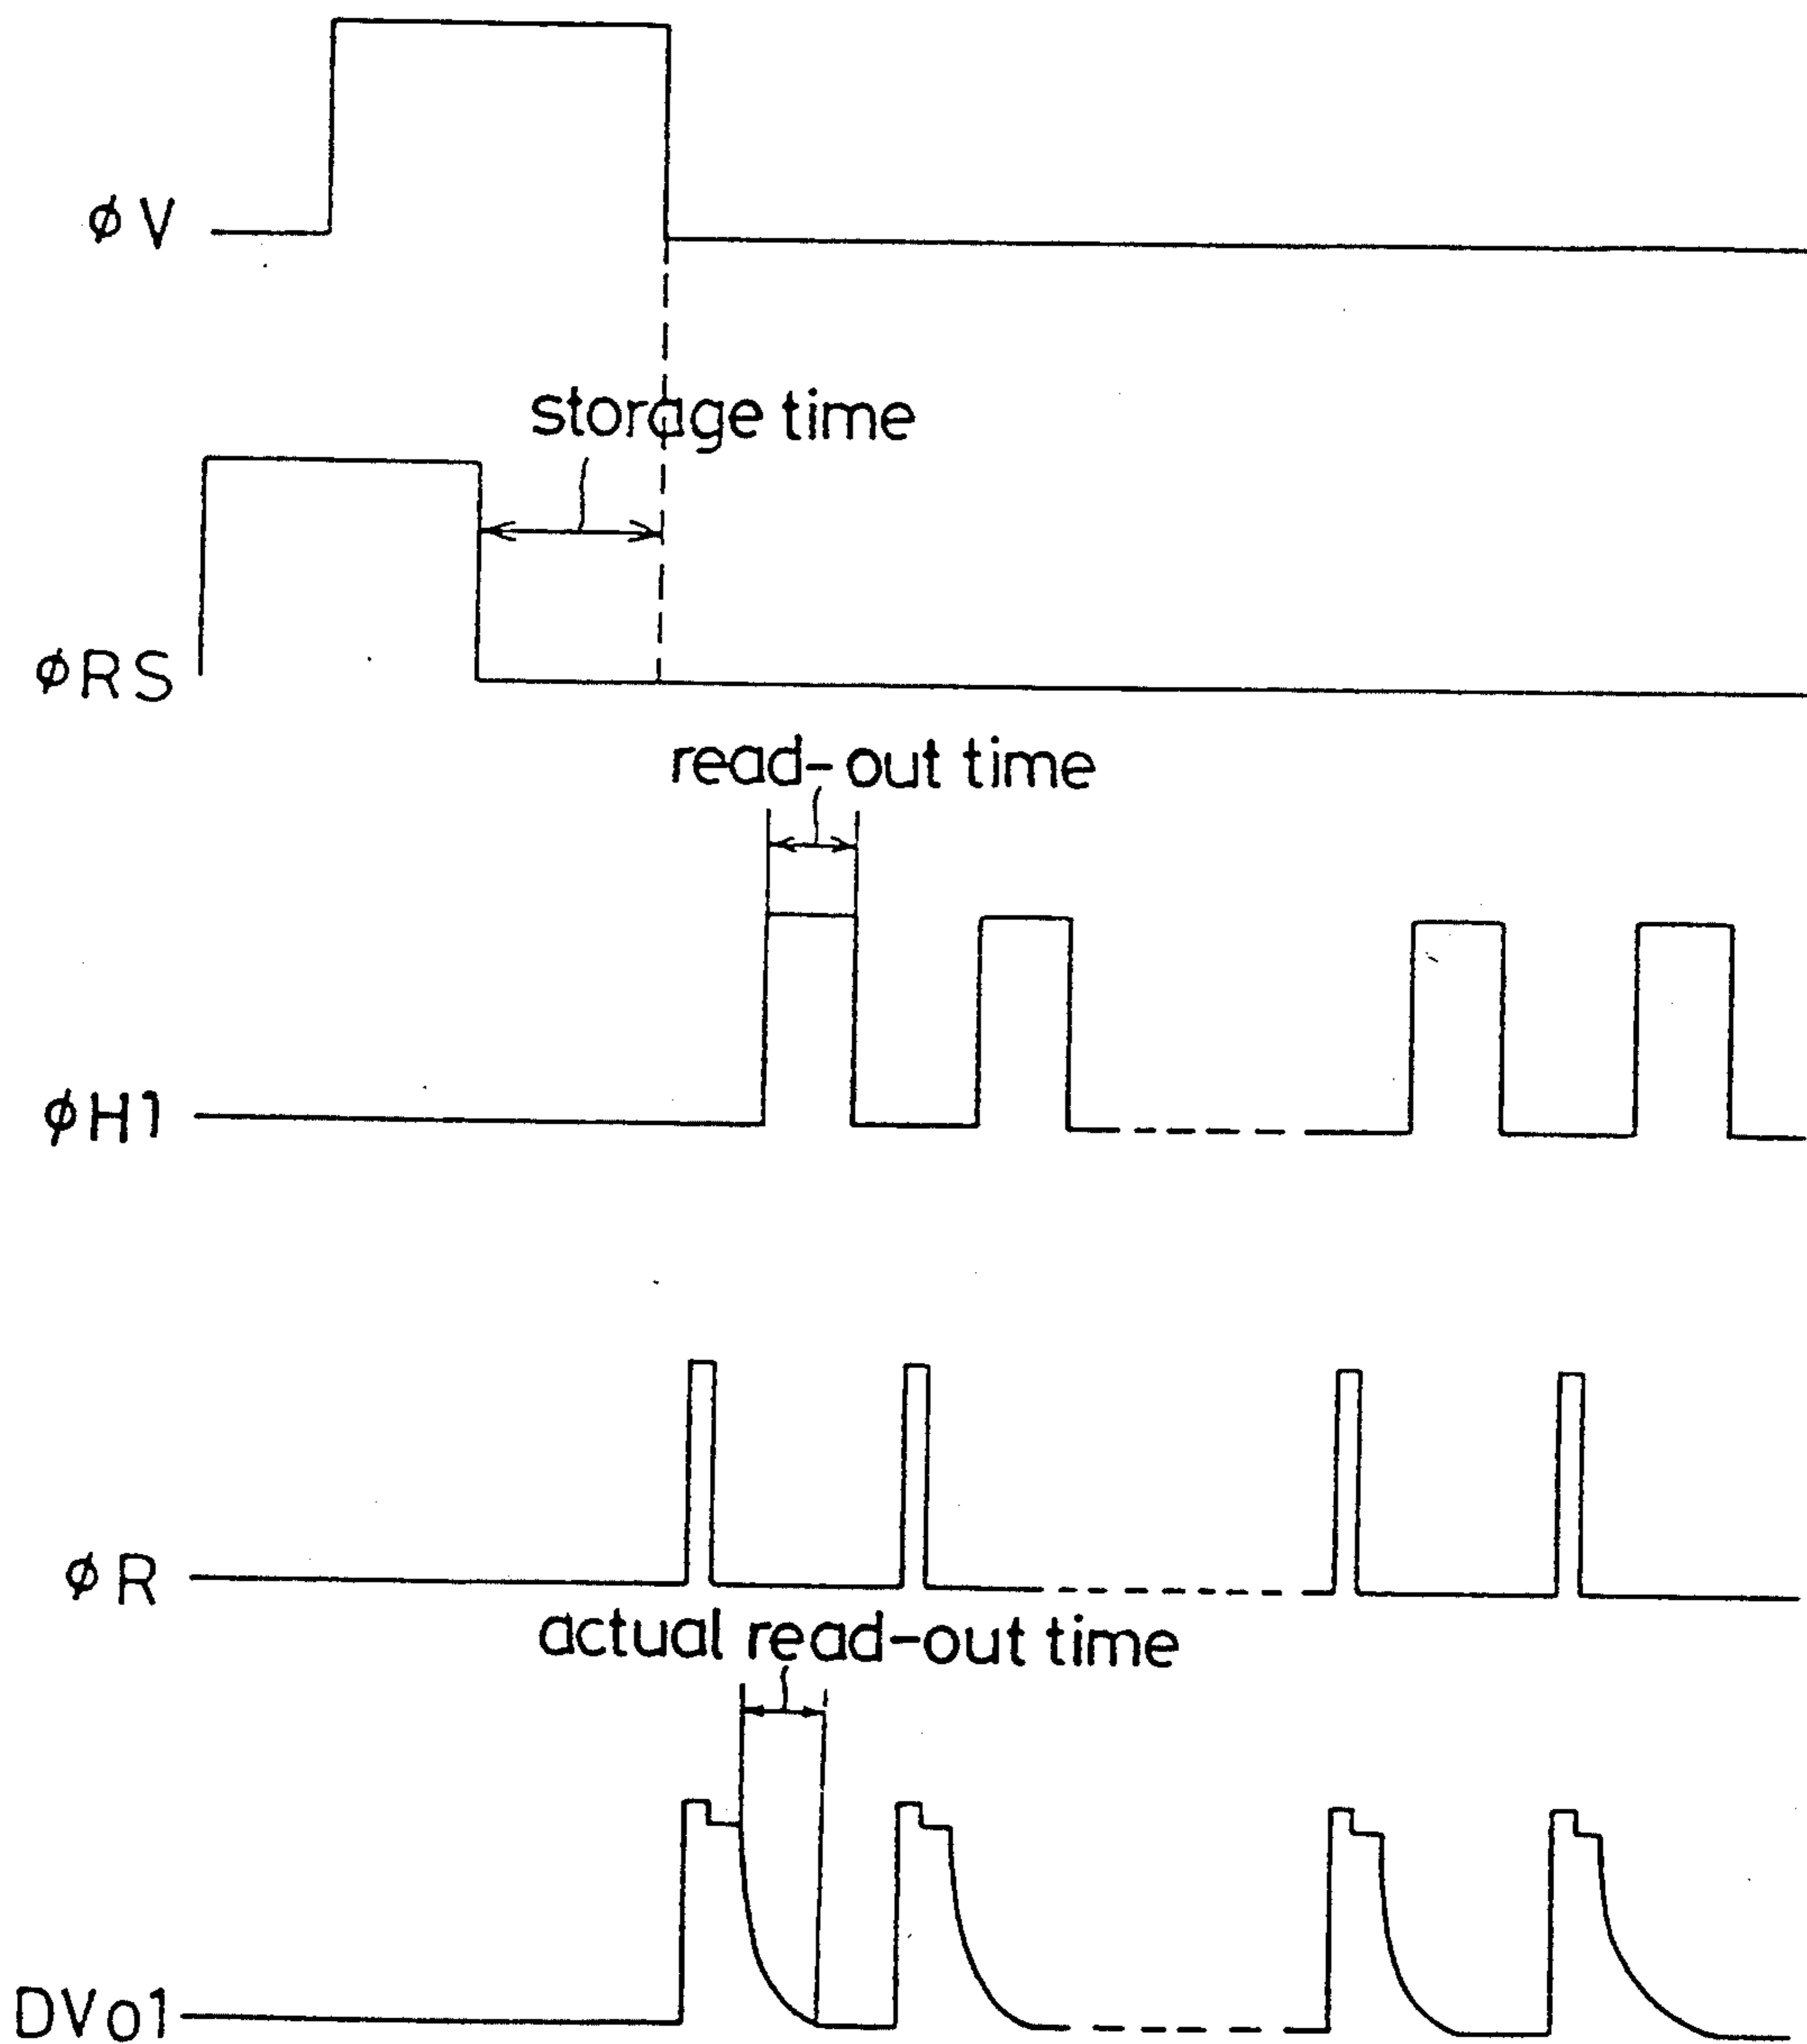 φV
storage time
φRS
read-out time
φH1
φR
actual read-out time
DVo1